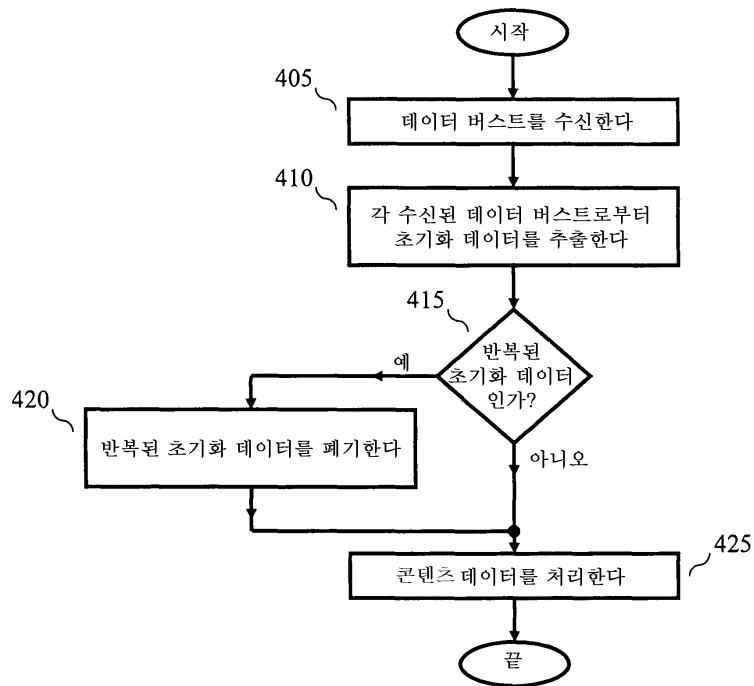 시작
405
데이터 버스트를 수신한다
410
각 수신된 데이터 버스트로부터
초기화 데이터를 추출한다
415
반복된
초기화 데이터
인가?
예
420
반복된 초기화 데이터를 폐기한다
아니오
425
콘텐츠 데이터를 처리한다
끝